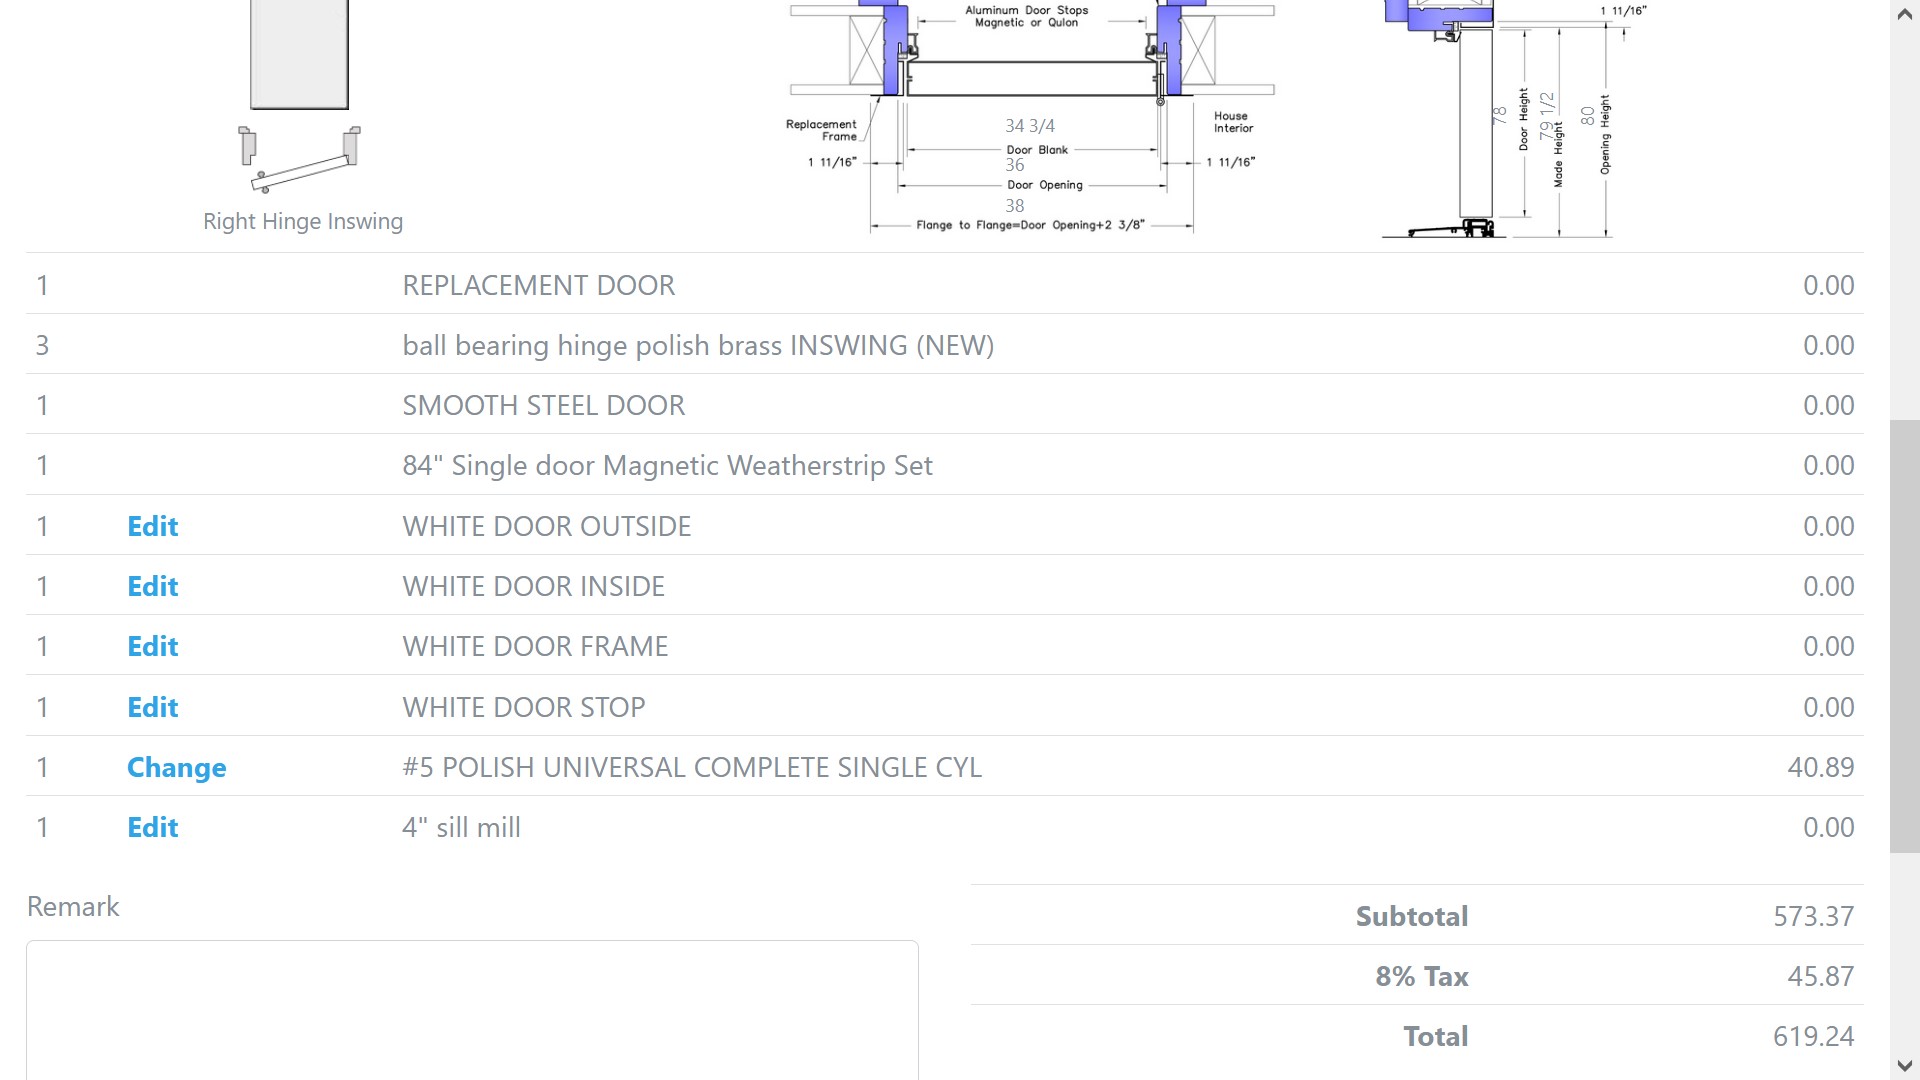 Aluminum Door Stops
Magnetic or Qulon
1 11/16"
Replacement
Frame
House
Interior
34 3/4
Door Blank
1 11/16"
36
1 11/16"
Door Opening
38
Flange to Flange=Door Opening+2 3/8"
78
Door Height
79 1/2
Made Height
80
Opening Height
Right Hinge Inswing
1 REPLACEMENT DOOR 0.00
3 ball bearing hinge polish brass INSWING (NEW) 0.00
1 SMOOTH STEEL DOOR 0.00
1 84" Single door Magnetic Weatherstrip Set 0.00
1 Edit WHITE DOOR OUTSIDE 0.00
1 Edit WHITE DOOR INSIDE 0.00
1 Edit WHITE DOOR FRAME 0.00
1 Edit WHITE DOOR STOP 0.00
1 Change #5 POLISH UNIVERSAL COMPLETE SINGLE CYL 40.89
1 Edit 4" sill mill 0.00
Remark
Subtotal 573.37
8% Tax 45.87
Total 619.24